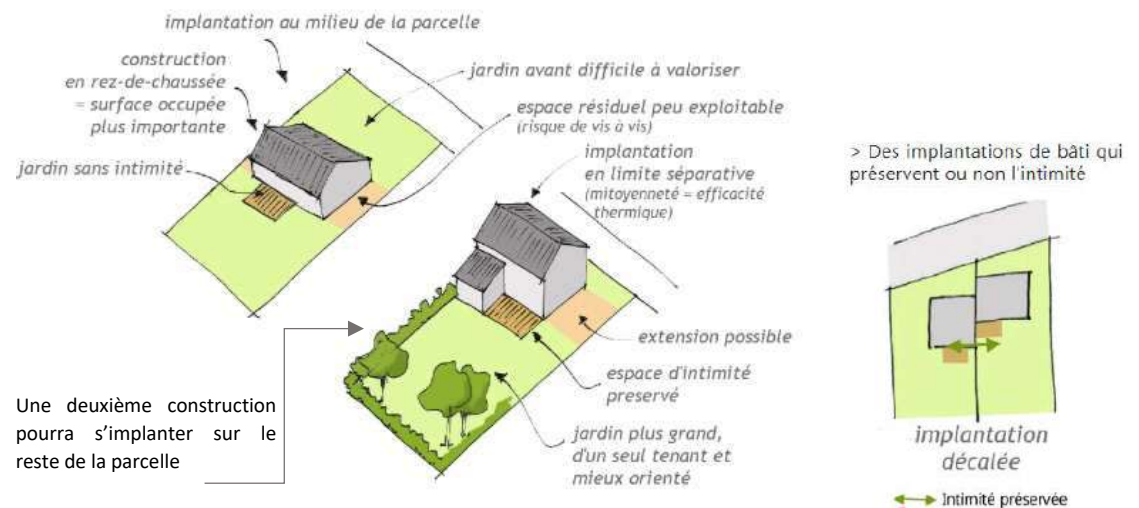 implantation au milieu de la parcelle
construction
en rez-de-chaussée
= surface occupée
plus importante
jardin sans intimité
jardin avant difficile à valoriser
espace résiduel peu exploitable
(risque de vis à vis)
implantation
en limite séparative
(mitoyenneté = efficacité
thermique)
extension possible
espace d'intimité
preservé
jardin plus grand,
d'un seul tenant et
mieux orienté
Une deuxième construction
pourra s’implanter sur le
reste de la parcelle
> Des implantations de bâti qui
préservent ou non l'intimité
implantation
décalée
Intimité préservée